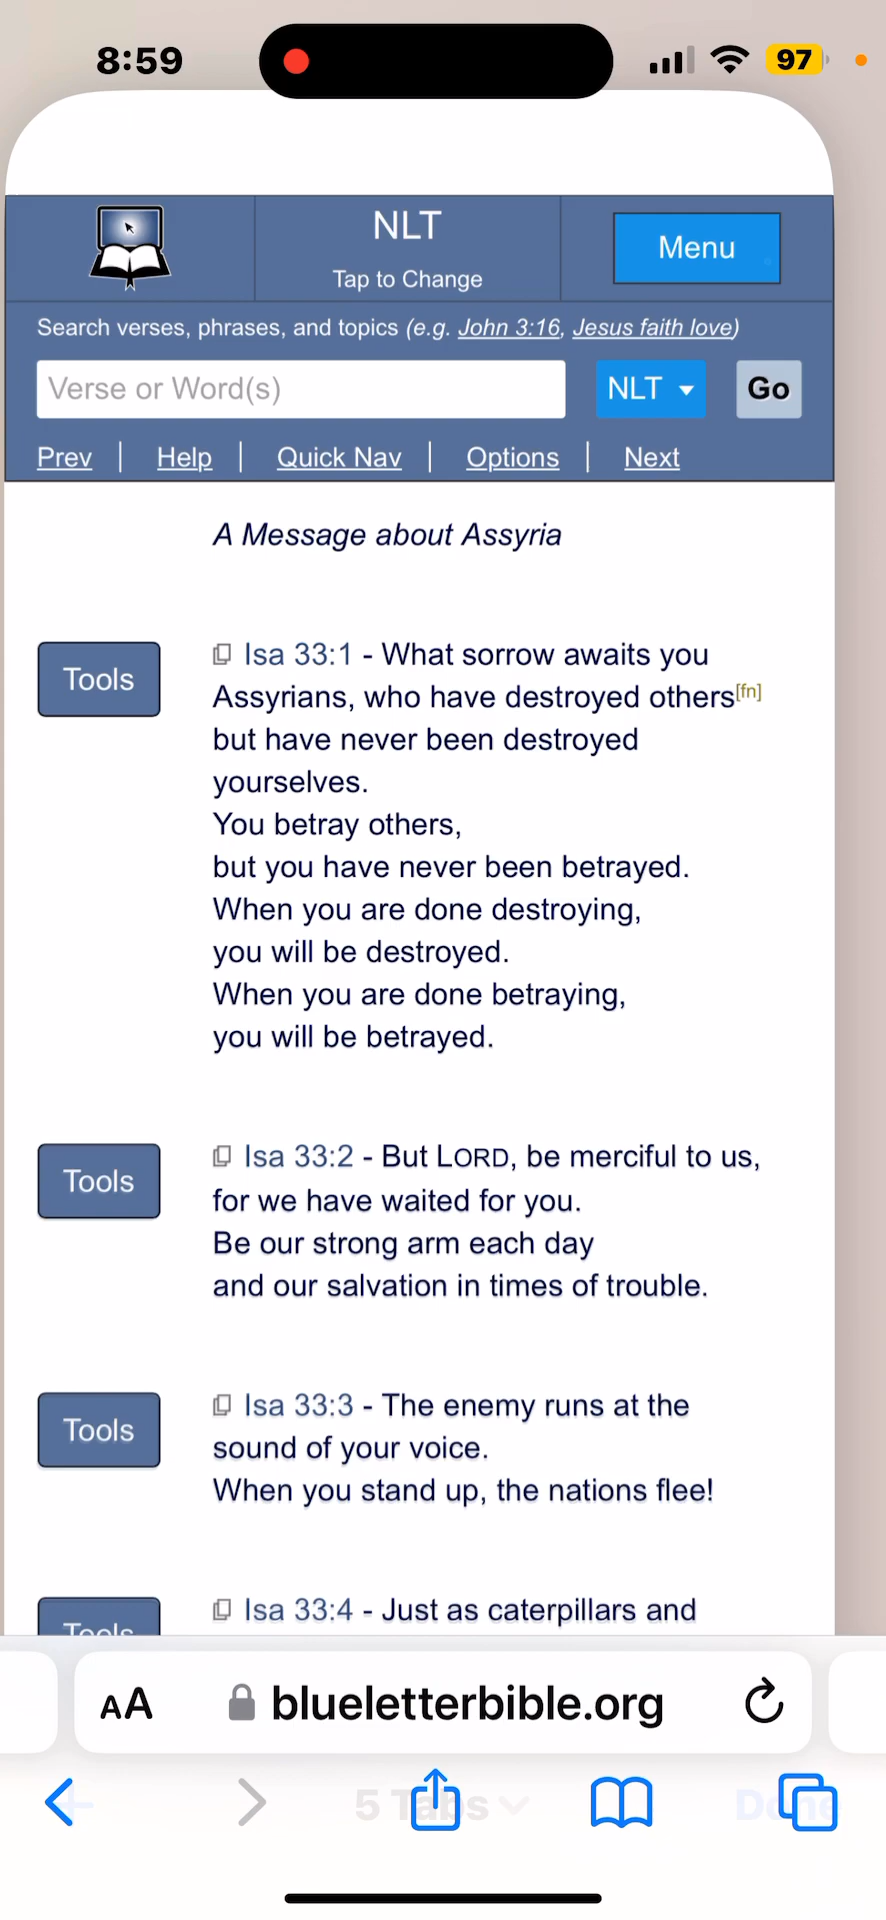 8:59
97
NLT
Tap to Change
Menu
Search verses, phrases, and topics (e.g. John 3:16, Jesus faith love)
Verse or Word(s)
NLT
Go
Prev | Help | Quick Nav | Options | Next
A Message about Assyria
Tools
Isa 33:1 - What sorrow awaits you
Assyrians, who have destroyed others[fn]
but have never been destroyed
yourselves.
You betray others,
but you have never been betrayed.
When you are done destroying,
you will be destroyed.
When you are done betraying,
you will be betrayed.
Tools
Isa 33:2 - But LORD, be merciful to us,
for we have waited for you.
Be our strong arm each day
and our salvation in times of trouble.
Tools
Isa 33:3 - The enemy runs at the
sound of your voice.
When you stand up, the nations flee!
Tools
Isa 33:4 - Just as caterpillars and
AA
blueletterbible.org
5 Tabs
Done